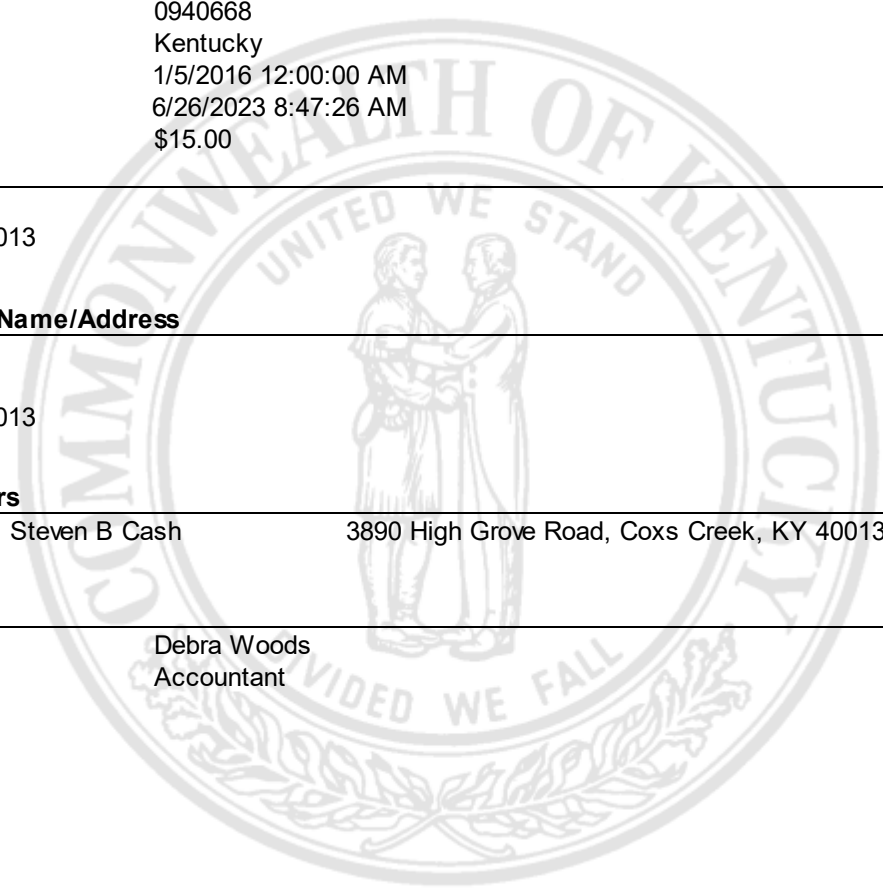 0940668
Kentucky
1/5/2016 12:00:00 AM
6/26/2023 8:47:26 AM
$15.00
013
Name/Address
013
rs
Steven B Cash 3890 High Grove Road, Coxs Creek, KY 40013
Debra Woods
Accountant
COMMONWEALTH OF KENTUCKY
UNITED WE STAND
DIVIDED WE FALL